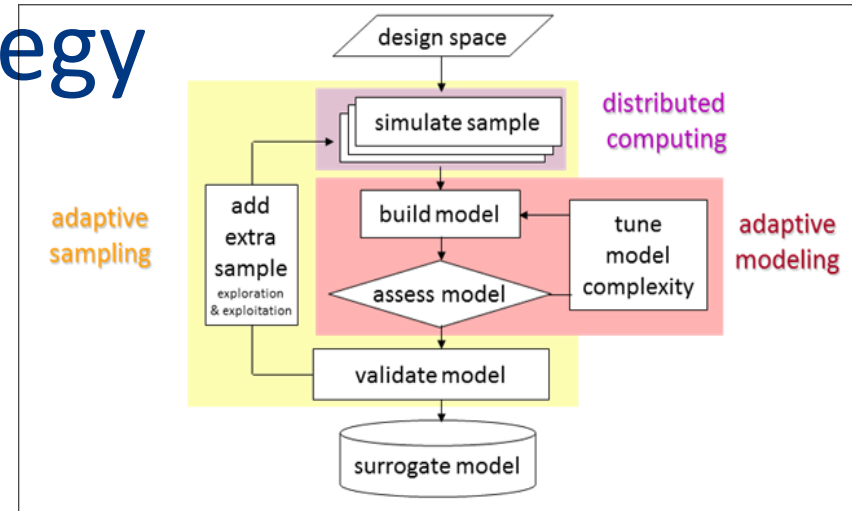 egy
design space
simulate sample
distributed
computing
build model
add
extra
sample
exploration
& exploitation
adaptive
sampling
tune
model
complexity
adaptive
modeling
assess model
validate model
surrogate model